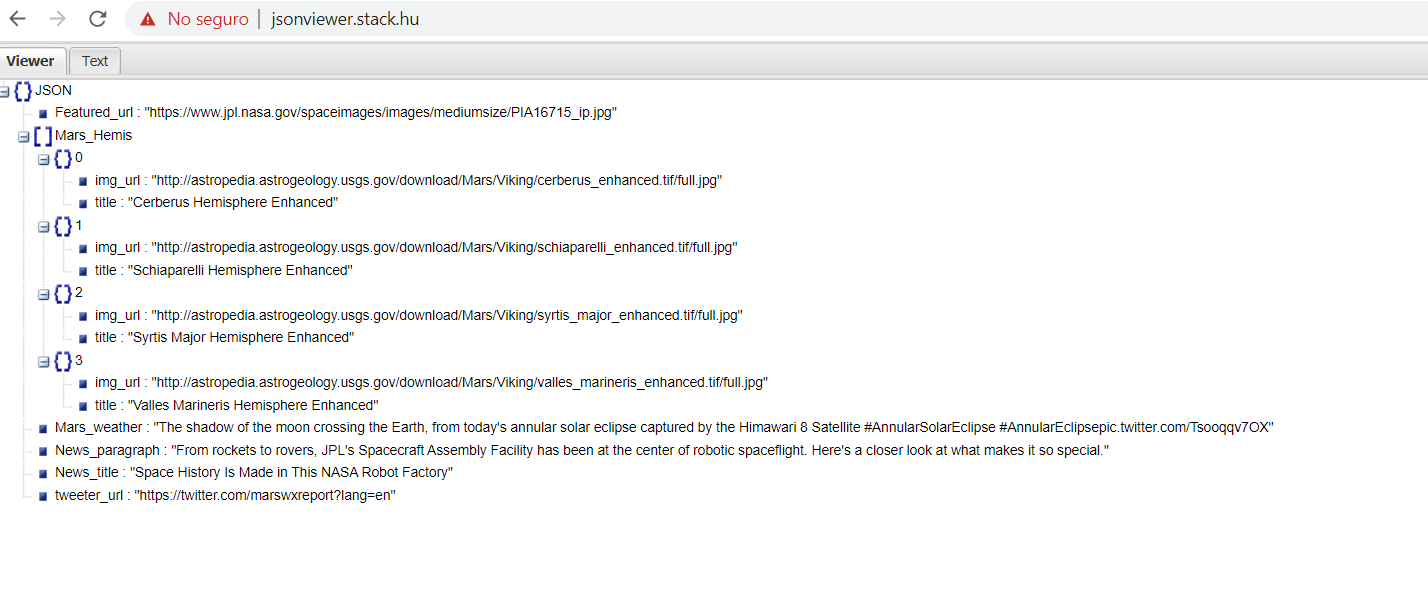 No seguro | jsonviewer.stack.hu
Viewer Text
{} JSON
Featured_url : "https://www.jpl.nasa.gov/spaceimages/images/mediumsize/PIA16715_ip.jpg"
[] Mars_Hemis
{} 0
img_url : "http://astropedia.astrogeology.usgs.gov/download/Mars/Viking/cerberus_enhanced.tif/full.jpg"
title : "Cerberus Hemisphere Enhanced"
{} 1
img_url : "http://astropedia.astrogeology.usgs.gov/download/Mars/Viking/schiaparelli_enhanced.tif/full.jpg"
title : "Schiaparelli Hemisphere Enhanced"
{} 2
img_url : "http://astropedia.astrogeology.usgs.gov/download/Mars/Viking/syrtis_major_enhanced.tif/full.jpg"
title : "Syrtis Major Hemisphere Enhanced"
{} 3
img_url : "http://astropedia.astrogeology.usgs.gov/download/Mars/Viking/valles_marineris_enhanced.tif/full.jpg"
title : "Valles Marineris Hemisphere Enhanced"
Mars_weather : "The shadow of the moon crossing the Earth, from today's annular solar eclipse captured by the Himawari 8 Satellite #AnnularSolarEclipse #AnnularEclipsepic.twitter.com/Tsooqqv7OX"
News_paragraph : "From rockets to rovers, JPL's Spacecraft Assembly Facility has been at the center of robotic spaceflight. Here's a closer look at what makes it so special."
News_title : "Space History Is Made in This NASA Robot Factory"
tweeter_url : "https://twitter.com/marswxreport?lang=en"